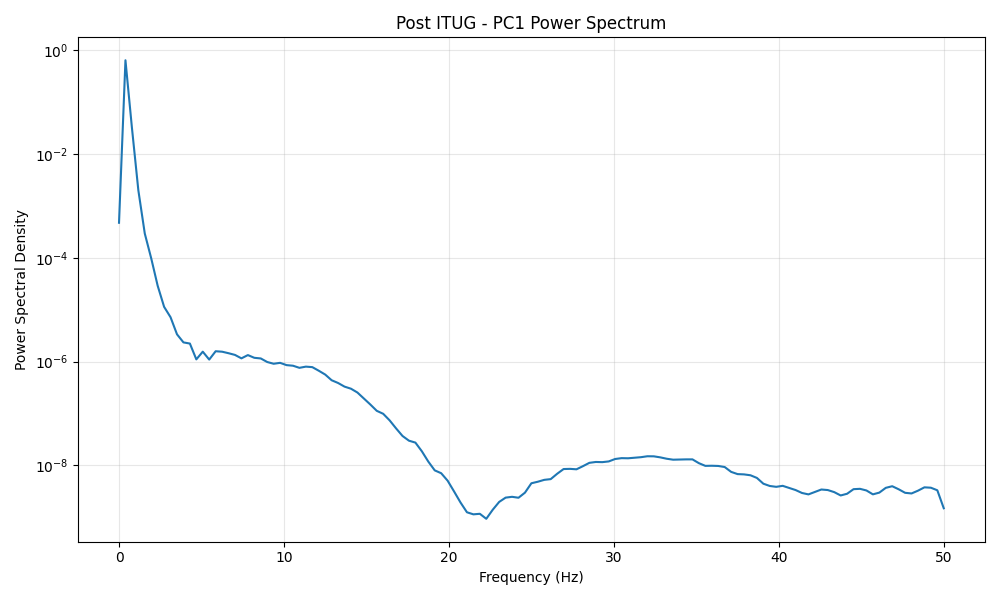 Post ITUG - PC1 Power Spectrum
Power Spectral Density
10⁰
10⁻²
10⁻⁴
10⁻⁶
10⁻⁸
0 10 20 30 40 50
Frequency (Hz)